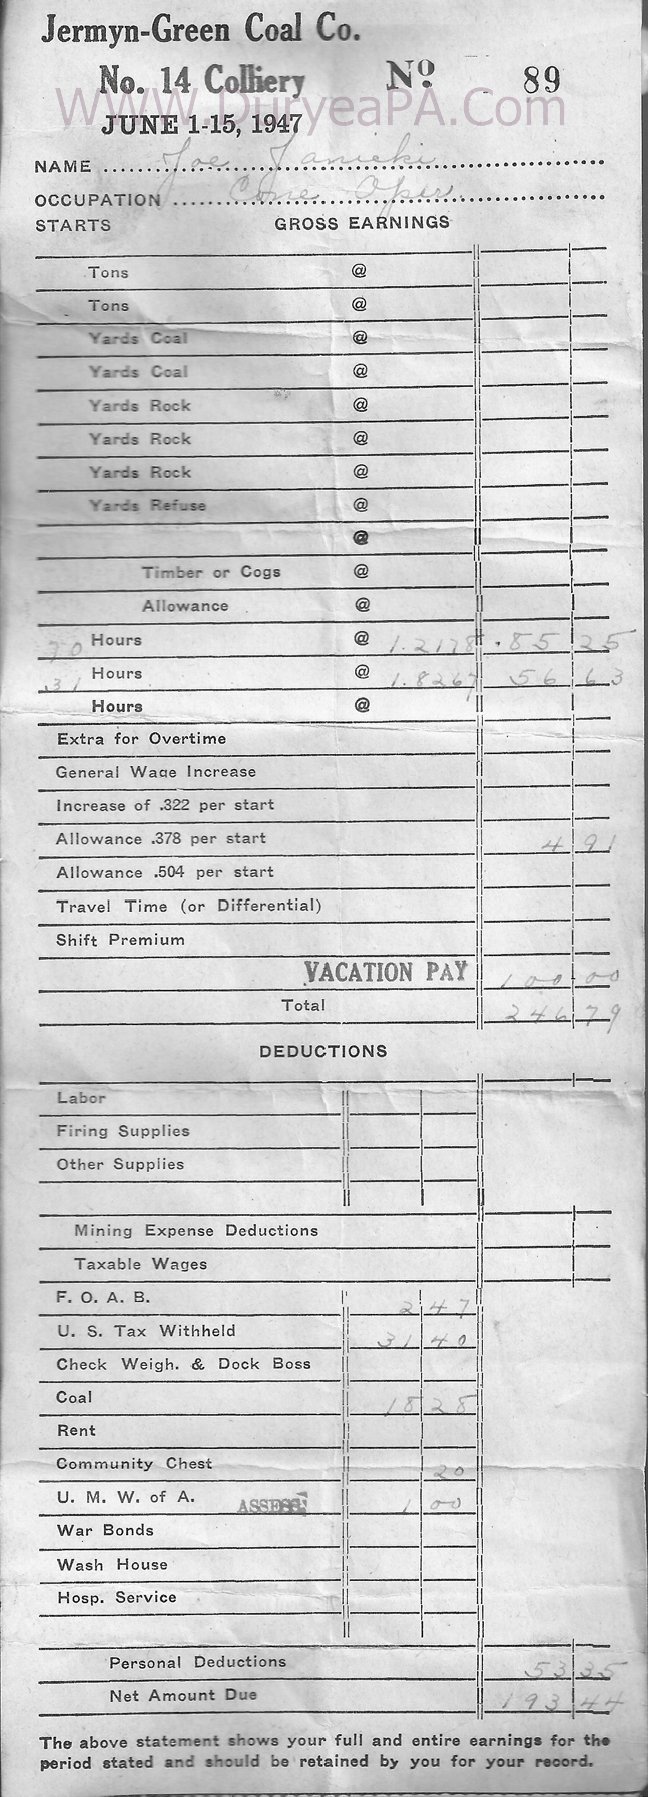 Jermyn-Green Coal Co.
No. 14 Colliery No 89
www.DuryeaPA.Com
JUNE 1-15, 1947
NAME Joe Janicki
OCCUPATION Cone Oper
STARTS GROSS EARNINGS
Tons @
Tons @
Yards Coal @
Yards Coal @
Yards Rock @
Yards Rock @
Yards Rock @
Yards Refuse @
@
Timber or Cogs @
Allowance @
70 Hours @ 1.2178 85 25
31 Hours @ 1.8267 56 63
Hours @
Extra for Overtime
General Wage Increase
Increase of .322 per start
Allowance .378 per start 4 91
Allowance .504 per start
Travel Time (or Differential)
Shift Premium
VACATION PAY 100 00
Total 246 79
DEDUCTIONS
Labor
Firing Supplies
Other Supplies
Mining Expense Deductions
Taxable Wages
F. O. A. B. 2 47
U. S. Tax Withheld 31 40
Check Weigh. & Dock Boss
Coal 18 28
Rent
Community Chest 20
U. M. W. of A. ASSESS. 1 00
War Bonds
Wash House
Hosp. Service
Personal Deductions 53 35
Net Amount Due 193 44
The above statement shows your full and entire earnings for the
period stated and should be retained by you for your record.